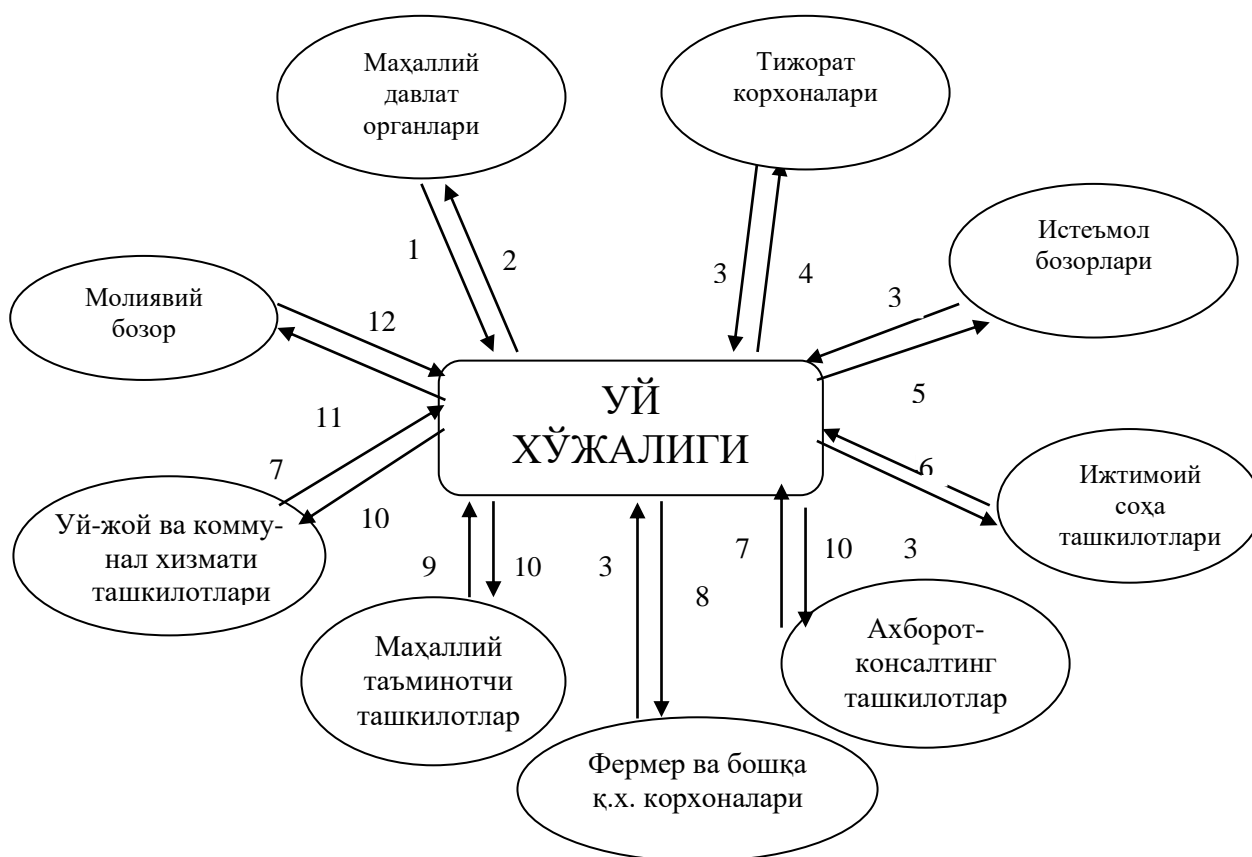 Маҳаллий
давлат
органлари
Тижорат
корхоналари
Истеъмол
бозорлари
1
2
3
4
3
Молиявий
бозор
12
УЙ
ХЎЖАЛИГИ
5
11
7
6
Ижтимоий
соҳа
ташкилотлари
Уй-жой ва комму-
нал хизмати
ташкилотлари
10
9
10
3
8
7
10
3
Маҳаллий
таъминотчи
ташкилотлар
Ахборот-
консалтинг
ташкилотлар
Фермер ва бошқа
қ.х. корхоналари